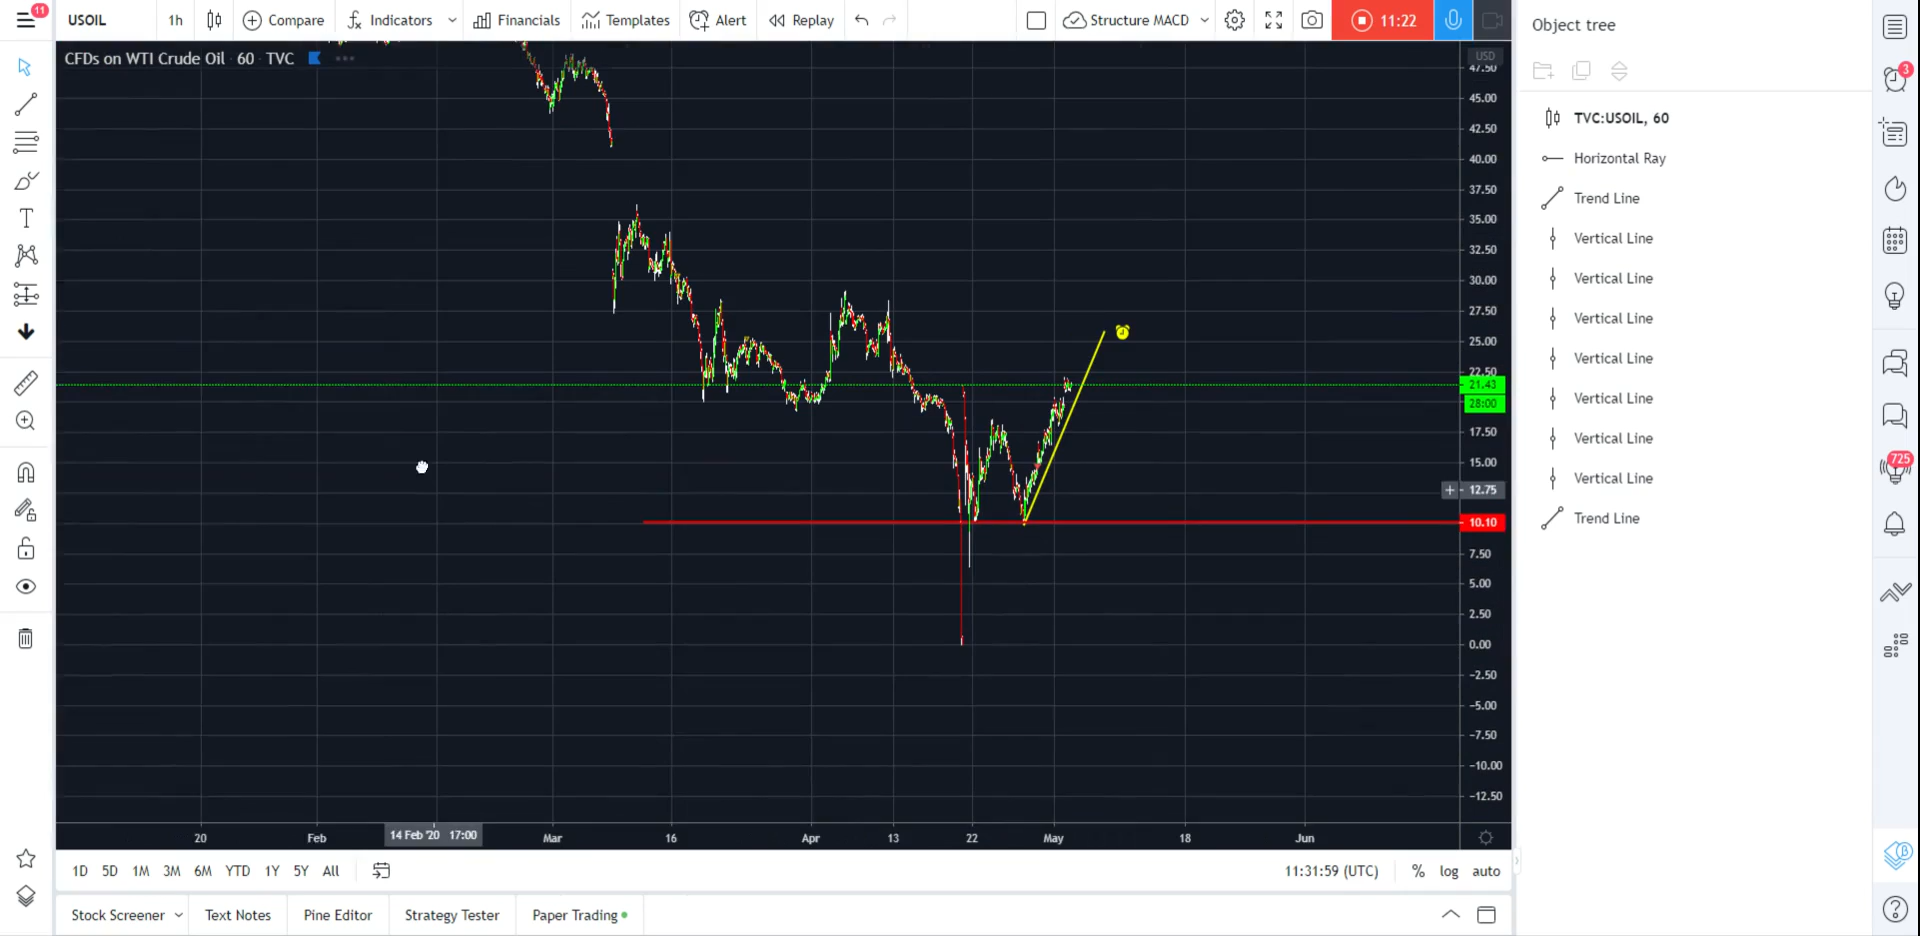 11
USOIL 1h Compare Indicators Financials Templates Alert Replay Structure MACD 11:22
CFDs on WTI Crude Oil · 60 · TVC
USD
47.50
45.00
42.50
40.00
37.50
35.00
32.50
30.00
27.50
25.00
22.50
21.43
28:00
17.50
15.00
12.75
10.10
7.50
5.00
2.50
0.00
−2.50
−5.00
−7.50
−10.00
−12.50
20 Feb 14 Feb '20 17:00 Mar 16 Apr 13 22 May 18 Jun
1D 5D 1M 3M 6M YTD 1Y 5Y All 11:31:59 (UTC) % log auto
Stock Screener Text Notes Pine Editor Strategy Tester Paper Trading
Object tree
TVC:USOIL, 60
Horizontal Ray
Trend Line
Vertical Line
Vertical Line
Vertical Line
Vertical Line
Vertical Line
Vertical Line
Vertical Line
Trend Line
3
725